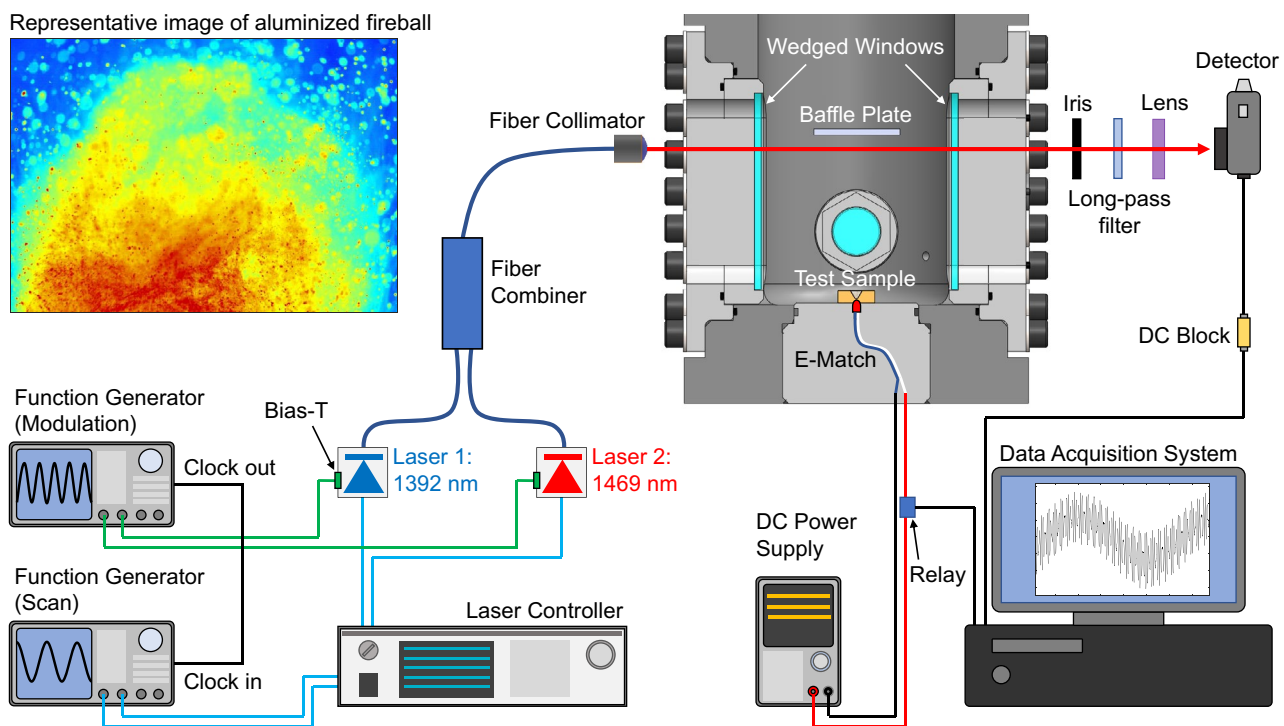 Representative image of aluminized fireball
Wedged Windows
Detector
Fiber Collimator
Baffle Plate
Iris
Lens
Long-pass
filter
Fiber
Combiner
Test Sample
DC Block
E-Match
Function Generator
(Modulation)
Bias-T
Clock out
Laser 1:
1392 nm
Laser 2:
1469 nm
Data Acquisition System
DC Power
Supply
Relay
Function Generator
(Scan)
Laser Controller
Clock in